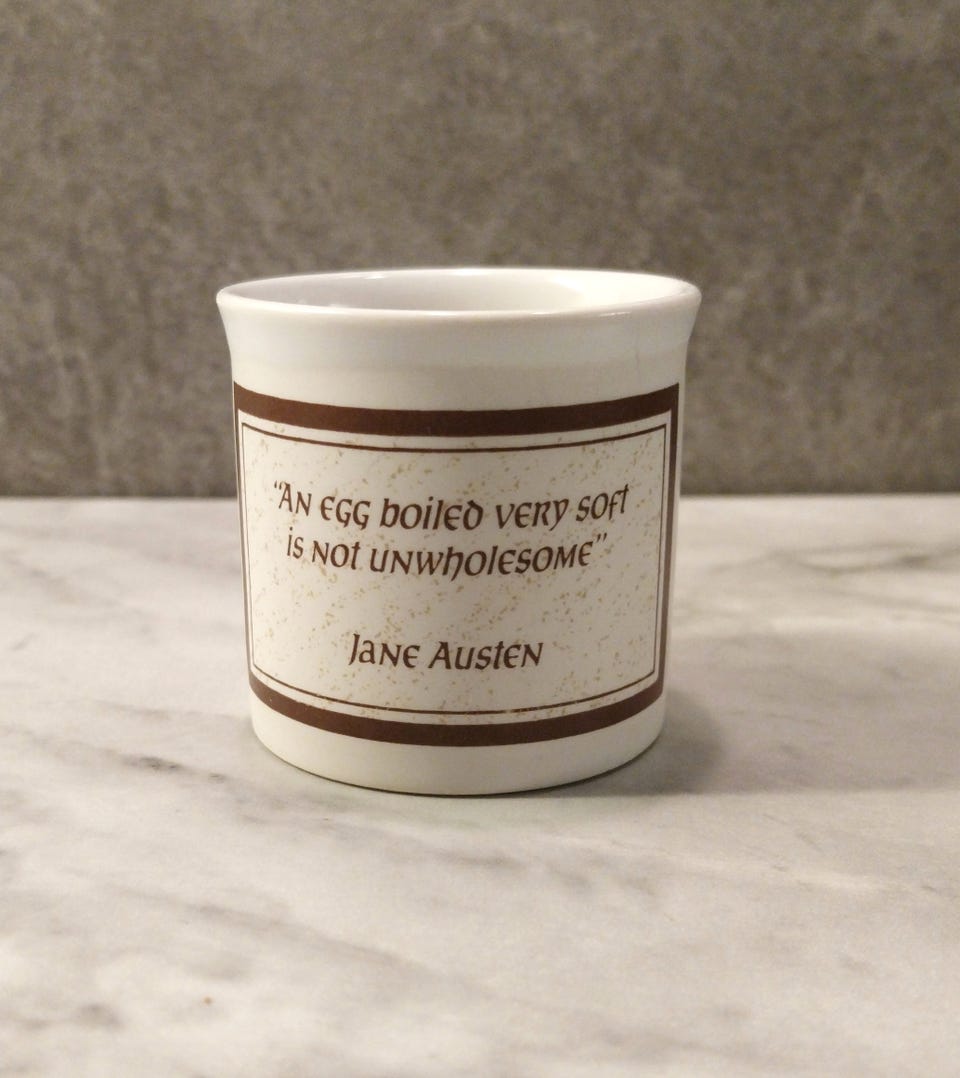 “An egg boiled very soft
is not unwholesome”
Jane Austen